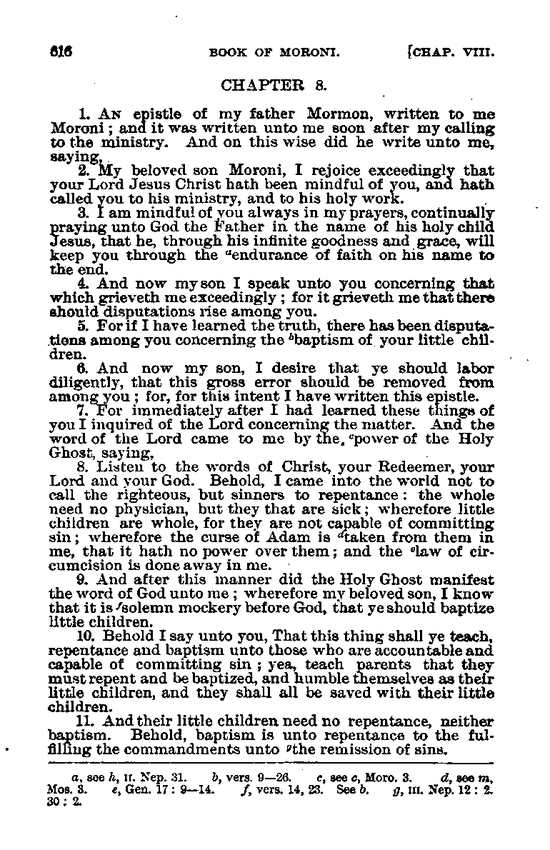 616 BOOK OF MORONI. [CHAP. VIII.
CHAPTER 8.
1. AN epistle of my father Mormon, written to me
Moroni; and it was written unto me soon after my calling
to the ministry. And on this wise did he write unto me,
saying,
2. My beloved son Moroni, I rejoice exceedingly that
your Lord Jesus Christ hath been mindful of you, and hath
called you to his ministry, and to his holy work.
3. I am mindful of you always in my prayers, continually
praying unto God the Father in the name of his holy child
Jesus, that he, through his infinite goodness and grace, will
keep you through the ᵃendurance of faith on his name to
the end.
4. And now my son I speak unto you concerning that
which grieveth me exceedingly; for it grieveth me that there
should disputations rise among you.
5. For if I have learned the truth, there has been disputa-
tions among you concerning the ᵇbaptism of your little chil-
dren.
6. And now my son, I desire that ye should labor
diligently, that this gross error should be removed from
among you; for, for this intent I have written this epistle.
7. For immediately after I had learned these things of
you I inquired of the Lord concerning the matter. And the
word of the Lord came to me by the ᶜpower of the Holy
Ghost, saying,
8. Listen to the words of Christ, your Redeemer, your
Lord and your God. Behold, I came into the world not to
call the righteous, but sinners to repentance: the whole
need no physician, but they that are sick; wherefore little
children are whole, for they are not capable of committing
sin; wherefore the curse of Adam is ᵈtaken from them in
me, that it hath no power over them; and the ᵉlaw of cir-
cumcision is done away in me.
9. And after this manner did the Holy Ghost manifest
the word of God unto me; wherefore my beloved son, I know
that it is ᶠsolemn mockery before God, that ye should baptize
little children.
10. Behold I say unto you, That this thing shall ye teach,
repentance and baptism unto those who are accountable and
capable of committing sin; yea, teach parents that they
must repent and be baptized, and humble themselves as their
little children, and they shall all be saved with their little
children.
11. And their little children need no repentance, neither
baptism. Behold, baptism is unto repentance to the ful-
filling the commandments unto ᵍthe remission of sins.
a, see h, II. Nep. 31. b, vers. 9—26. c, see c, Moro. 3. d, see m,
Mos. 3. e, Gen. 17: 9—14. f, vers. 14, 23. See b. g, III. Nep. 12: 2.
30: 2.